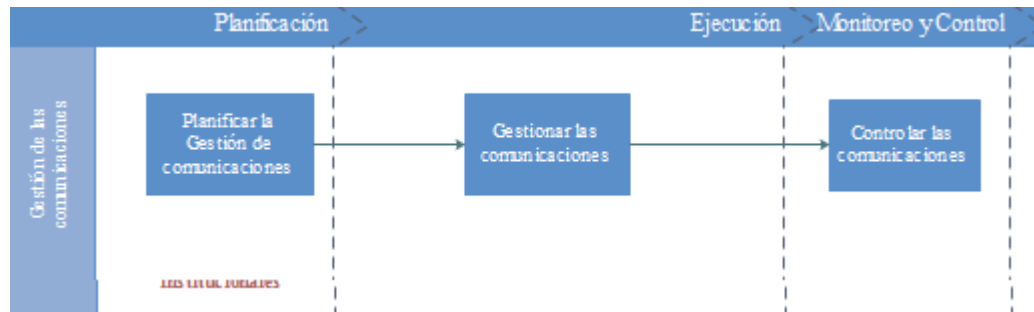 Planificación
Ejecución
Monitoreo y Control
Gestión de las
comunicaciones
Planificar la
Gestión de
comunicaciones
Gestionar las
comunicaciones
Controlar las
comunicaciones
Institucionales